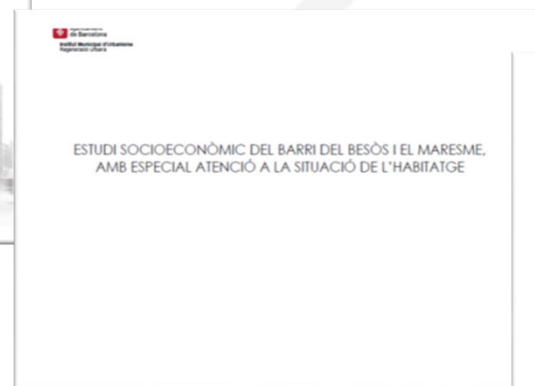 de Barcelona
Institut Municipal d'Urbanisme
Regeneració Urbana
ESTUDI SOCIOECONÒMIC DEL BARRI DEL BESÒS I EL MARESME,
AMB ESPECIAL ATENCIÓ A LA SITUACIÓ DE L'HABITATGE